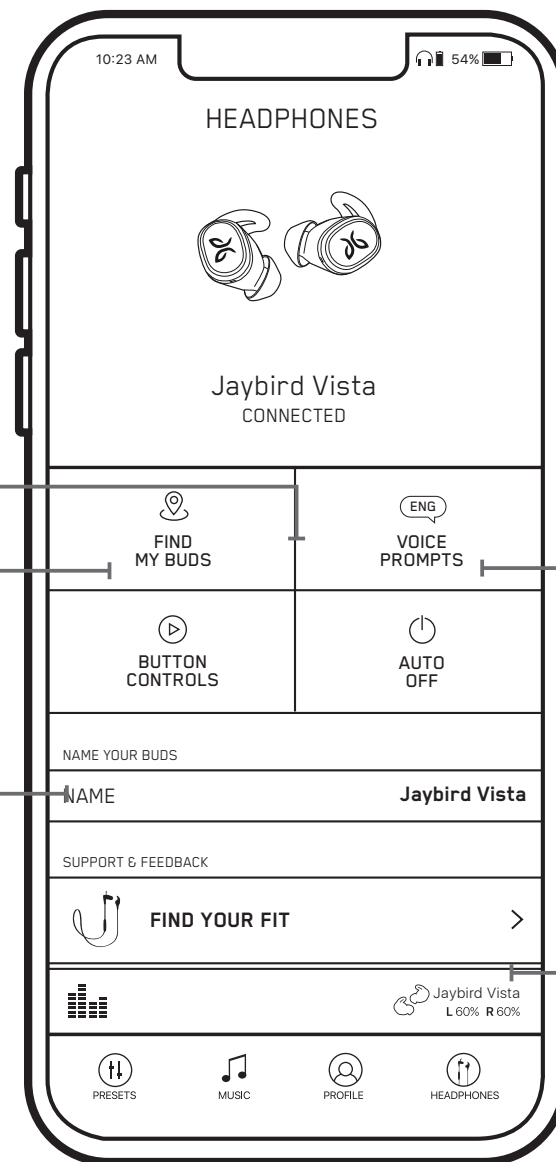 10:23 AM
54%
HEADPHONES
Jaybird Vista
CONNECTED
FIND
MY BUDS
ENG
VOICE
PROMPTS
BUTTON
CONTROLS
AUTO
OFF
NAME YOUR BUDS
NAME
Jaybird Vista
SUPPORT & FEEDBACK
FIND YOUR FIT
Jaybird Vista
L 60% R 60%
PRESETS
MUSIC
PROFILE
HEADPHONES